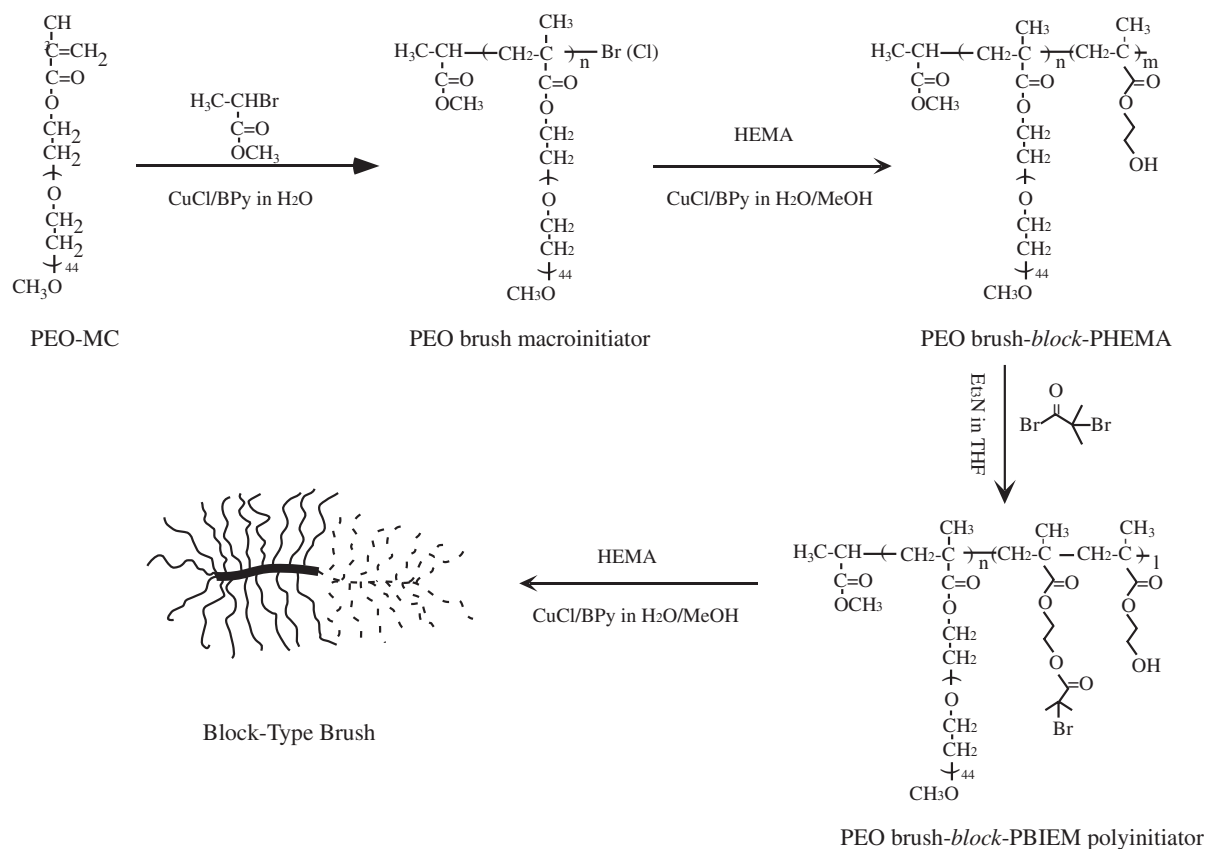 CH
3
C=CH2
C=O
O
CH2
CH2
O
CH2
CH2
44
CH3O
PEO-MC
H3C-CHBr
C=O
OCH3
CuCl/BPy in H2O
CH3
H3C-CH
CH2-C
n
Br (Cl)
C=O
OCH3
C=O
O
CH2
CH2
O
CH2
CH2
44
CH3O
PEO brush macroinitiator
HEMA
CuCl/BPy in H2O/MeOH
CH3
CH3
H3C-CH
CH2-C
n
CH2-C
m
C=O
OCH3
C=O
O
O
O
CH2
CH2
OH
O
CH2
CH2
44
CH3O
PEO brush-block-PHEMA
Et3N in THF
O
Br
Br
CH3
CH3
CH3
H3C-CH
CH2-C
n
CH2-C
CH2-C
l
C=O
OCH3
C=O
O
O
O
O
O
CH2
CH2
O
O
OH
Br
O
CH2
CH2
44
CH3O
PEO brush-block-PBIEM polyinitiator
HEMA
CuCl/BPy in H2O/MeOH
Block-Type Brush